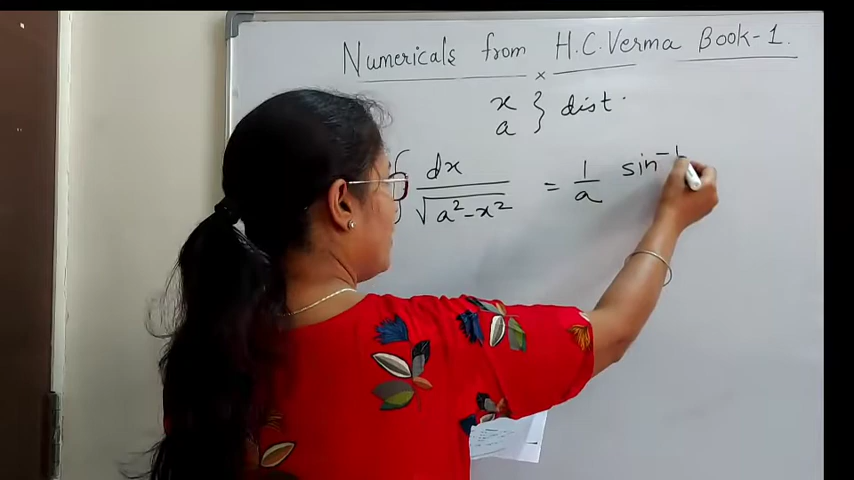 Numericals from H.C.Verma Book-1.
x
a } dist.
∫ dx / √(a²-x²) = 1/a sin⁻¹